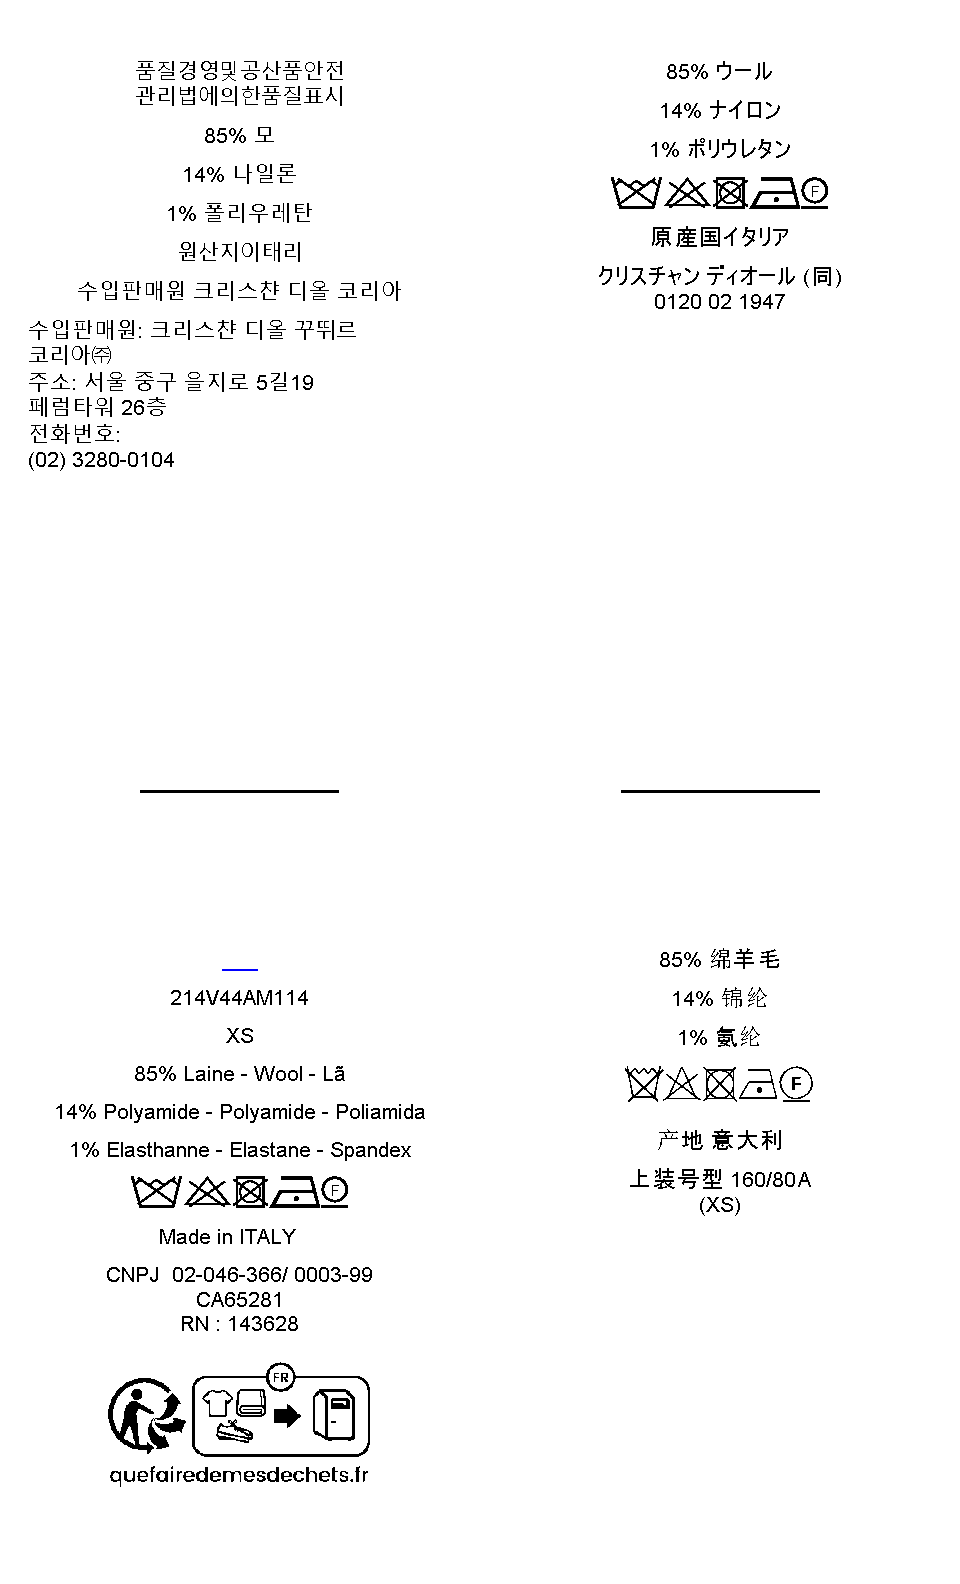 품질경영및공산품안전
관리법에의한품질표시
85% 모
14% 나일론
1% 폴리우레탄
원산지이태리
수입판매원 크리스챤 디올 코리아
수입판매원: 크리스챤 디올 꾸뛰르
코리아㈜
주소: 서울 중구 을지로 5길19
페럼타워 26층
전화번호:
(02) 3280-0104
85% ウール
14% ナイロン
1% ポリウレタン
F
原産国イタリア
クリスチャン ディオール (同)
0120 02 1947
214V44AM114
XS
85% Laine - Wool - Lã
14% Polyamide - Polyamide - Poliamida
1% Elasthanne - Elastane - Spandex
F
Made in ITALY
CNPJ 02-046-366/ 0003-99
CA65281
RN : 143628
FR
quefairedemesdechets.fr
85% 绵羊毛
14% 锦纶
1% 氨纶
F
产地 意大利
上装号型 160/80A
(XS)